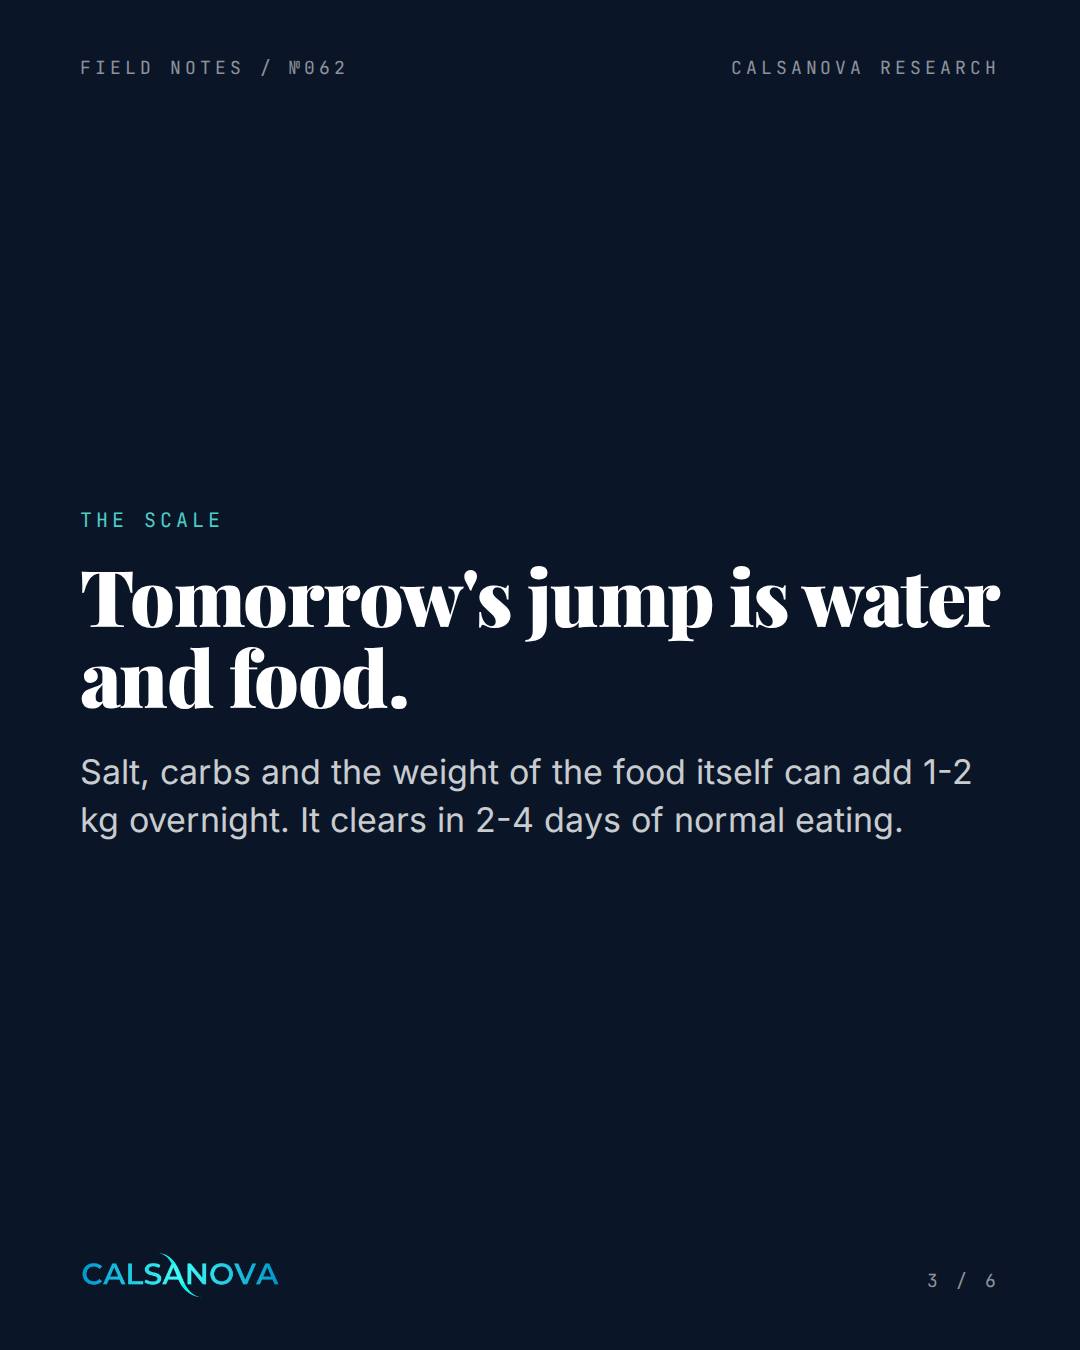 FIELD NOTES / №062
CALSANOVA RESEARCH
THE SCALE
Tomorrow's jump is water
and food.
Salt, carbs and the weight of the food itself can add 1-2
kg overnight. It clears in 2-4 days of normal eating.
CALSANOVA
3 / 6